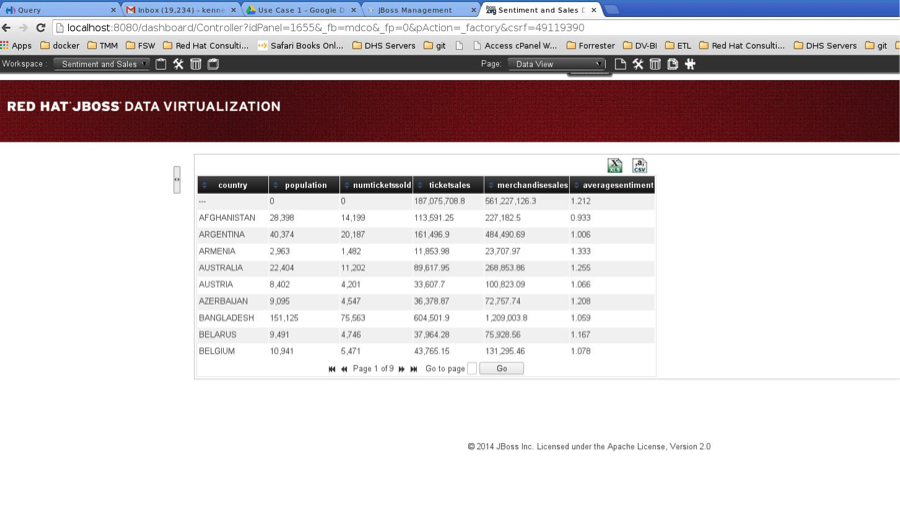 Query × Inbox (19,234) - kenne × Use Case 1 - Google D × JBoss Management × Sentiment and Sales D ×
localhost:8080/dashboard/Controller?idPanel=1655&_fb=mdco&_fp=0&pAction=_factory&csrf=49119390
Apps docker TMM FSW Red Hat Consulti... Safari Books Onl... DHS Servers git Access cPanel W... Forrester DV-BI ETL Red Hat Consulti... DHS Servers git
Workspace : Sentiment and Sales Page: Data View
RED HAT JBOSS DATA VIRTUALIZATION
XLS CSV
country population numticketssold ticketsales merchandisesales averagesentiment
--- 0 0 187,075,708.8 561,227,126.3 1.212
AFGHANISTAN 28,398 14,199 113,591.25 227,182.5 0.933
ARGENTINA 40,374 20,187 161,496.9 484,490.69 1.006
ARMENIA 2,963 1,482 11,853.98 23,707.97 1.333
AUSTRALIA 22,404 11,202 89,617.95 268,853.86 1.255
AUSTRIA 8,402 4,201 33,607.7 100,823.09 1.066
AZERBAIJAN 9,095 4,547 36,378.87 72,757.74 1.208
BANGLADESH 151,125 75,563 604,501.9 1,209,003.8 1.059
BELARUS 9,491 4,746 37,964.28 75,928.56 1.167
BELGIUM 10,941 5,471 43,765.15 131,295.46 1.078
Page 1 of 9 Go to page Go
© 2014 JBoss Inc. Licensed under the Apache License, Version 2.0